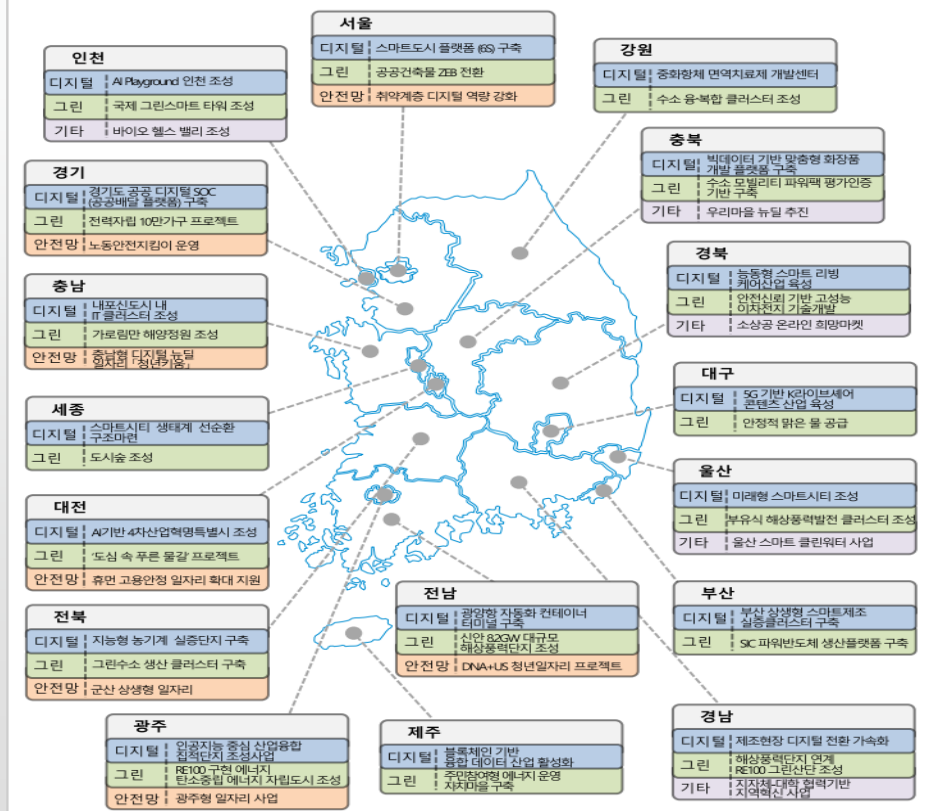 서울
디지털 스마트도시 플랫폼 (6S) 구축
그린 공공건축물 ZEB 전환
안전망 취약계층 디지털 역량 강화
인천
디지털 AI Playground 인천 조성
그린 국제 그린스마트 타워 조성
기타 바이오 헬스 밸리 조성
강원
디지털 중화항체 면역치료제 개발센터
그린 수소 융·복합 클러스터 조성
충북
디지털 빅데이터 기반 맞춤형 화장품
개발 플랫폼 구축
그린 수소 모빌리티 파워팩 평가인증
기반 구축
기타 우리마을 뉴딜 추진
경기
디지털 경기도 공공 디지털 SOC
(공공배달 플랫폼) 구축
그린 전력자립 10만가구 프로젝트
안전망 노동안전지킴이 운영
경북
디지털 능동형 스마트 리빙
케어산업 육성
그린 안전신뢰 기반 고성능
이차전지 기술개발
기타 소상공 온라인 희망마켓
충남
디지털 내포신도시 내
IT 클러스터 조성
그린 가로림만 해양정원 조성
안전망 충남형 디지털 뉴딜
일자리 「청년키움」
대구
디지털 5G 기반 K라이브셰어
콘텐츠 산업 육성
그린 안정적 맑은 물 공급
세종
디지털 스마트시티 생태계 선순환
구조마련
그린 도시숲 조성
울산
디지털 미래형 스마트시티 조성
그린 부유식 해상풍력발전 클러스터 조성
기타 울산 스마트 클린워터 사업
대전
디지털 AI기반 4차산업혁명특별시 조성
그린 '도심 속 푸른 물길' 프로젝트
안전망 휴먼 고용안정 일자리 확대 지원
전남
디지털 광양항 자동화 컨테이너
터미널 구축
그린 신안 8.2GW 대규모
해상풍력단지 조성
안전망 DNA+US 청년일자리 프로젝트
부산
디지털 부산 상생형 스마트제조
실증클러스터 구축
그린 SiC 파워반도체 생산플랫폼 구축
전북
디지털 지능형 농기계 실증단지 구축
그린 그린수소 생산 클러스터 구축
안전망 군산 상생형 일자리
광주
디지털 인공지능 중심 산업융합
집적단지 조성사업
그린 RE100 구현 에너지
탄소중립 에너지 자립도시 조성
안전망 광주형 일자리 사업
제주
디지털 블록체인 기반
융합 데이터 산업 활성화
그린 주민참여형 에너지 운영
자치마을 구축
경남
디지털 제조현장 디지털 전환 가속화
그린 해상풍력단지 연계
RE100 그린산단 조성
기타 지자체-대학 협력기반
지역혁신 사업